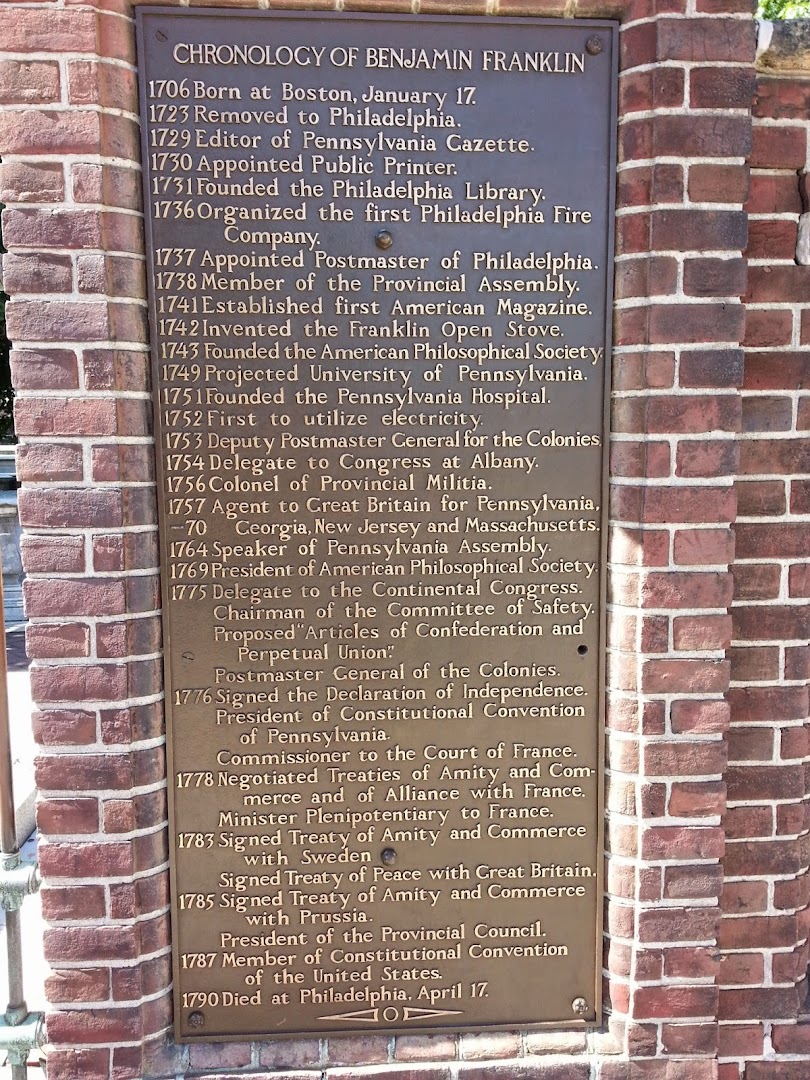 CHRONOLOGY OF BENJAMIN FRANKLIN
1706 Born at Boston, January 17.
1723 Removed to Philadelphia.
1729 Editor of Pennsylvania Gazette.
1730 Appointed Public Printer.
1731 Founded the Philadelphia Library.
1736 Organized the first Philadelphia Fire
Company.
1737 Appointed Postmaster of Philadelphia.
1738 Member of the Provincial Assembly.
1741 Established first American Magazine.
1742 Invented the Franklin Open Stove.
1743 Founded the American Philosophical Society.
1749 Projected University of Pennsylvania.
1751 Founded the Pennsylvania Hospital.
1752 First to utilize electricity.
1753 Deputy Postmaster General for the Colonies.
1754 Delegate to Congress at Albany.
1756 Colonel of Provincial Militia.
1757 Agent to Great Britain for Pennsylvania,
-70 Georgia, New Jersey and Massachusetts.
1764 Speaker of Pennsylvania Assembly.
1769 President of American Philosophical Society.
1775 Delegate to the Continental Congress.
Chairman of the Committee of Safety.
Proposed "Articles of Confederation and
Perpetual Union."
Postmaster General of the Colonies.
1776 Signed the Declaration of Independence.
President of Constitutional Convention
of Pennsylvania.
Commissioner to the Court of France.
1778 Negotiated Treaties of Amity and Com-
merce and of Alliance with France.
Minister Plenipotentiary to France.
1783 Signed Treaty of Amity and Commerce
with Sweden
Signed Treaty of Peace with Great Britain.
1785 Signed Treaty of Amity and Commerce
with Prussia.
President of the Provincial Council.
1787 Member of Constitutional Convention
of the United States.
1790 Died at Philadelphia, April 17.